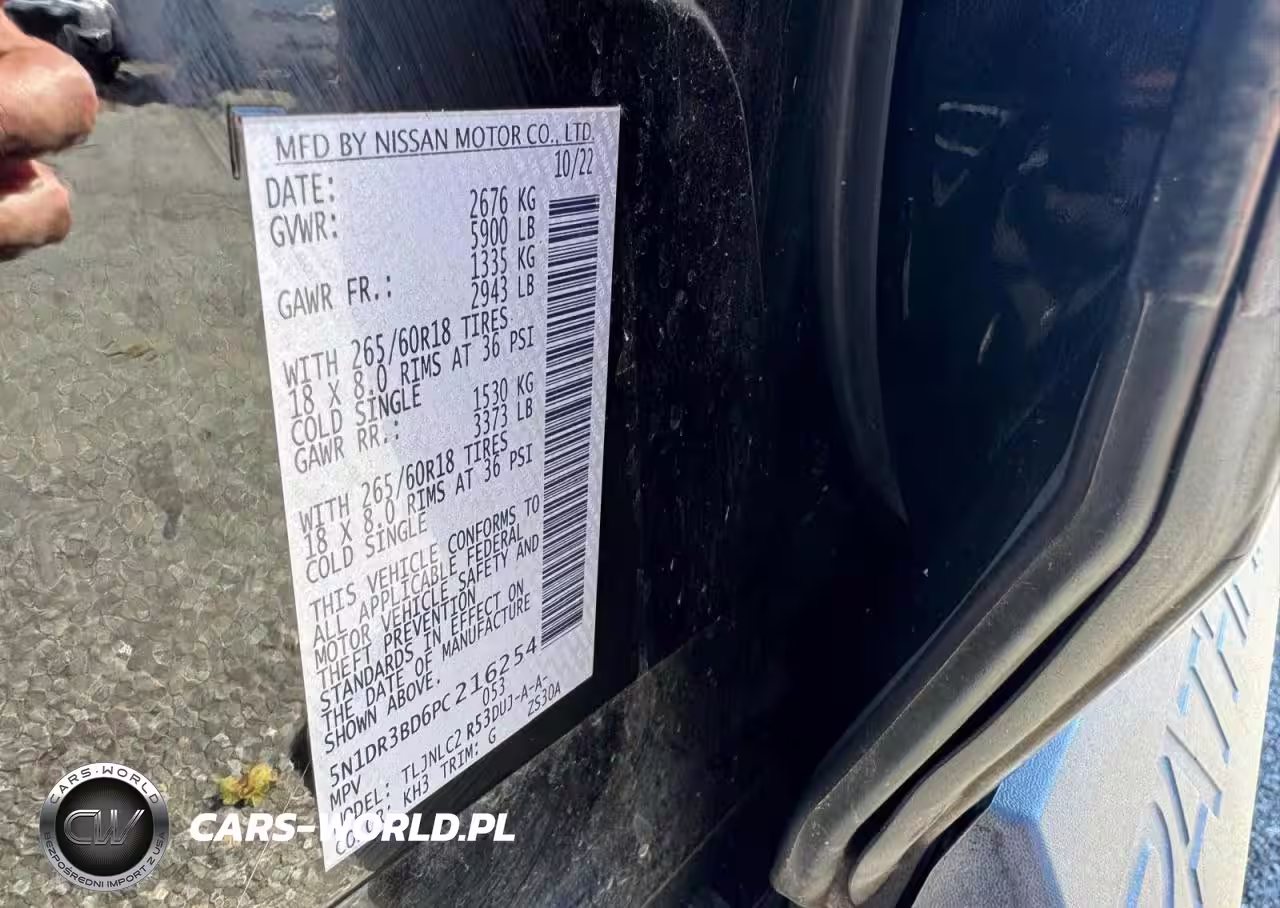 MFD BY NISSAN MOTOR CO., LTD.
DATE: 10/22
GVWR: 2676 KG
5900 LB
GAWR FR.: 1335 KG
2943 LB
WITH 265/60R18 TIRES
18 X 8.0 RIMS AT 36 PSI
COLD SINGLE
GAWR RR.: 1530 KG
3373 LB
WITH 265/60R18 TIRES
18 X 8.0 RIMS AT 36 PSI
COLD SINGLE
THIS VEHICLE CONFORMS TO
ALL APPLICABLE FEDERAL
MOTOR VEHICLE SAFETY AND
THEFT PREVENTION
STANDARDS IN EFFECT ON
THE DATE OF MANUFACTURE
SHOWN ABOVE.
5N1DR3BD6PC216254
MPV 053
MODEL: TLJNLC2 R53DUJ-A-A-
KH3 TRIM: G ZS30A
CARS-WORLD
CW
BEZPOŚREDNI IMPORT Z USA
CARS-WORLD.PL